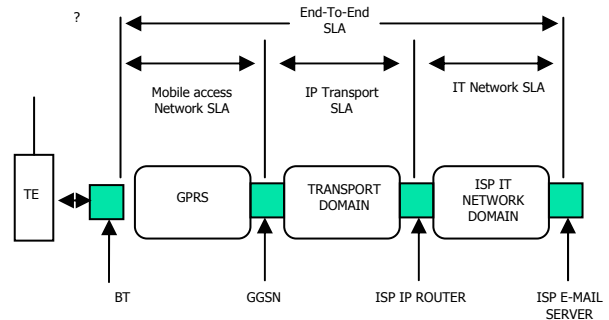 ?
End-To-End
SLA
Mobile access
Network SLA
IP Transport
SLA
IT Network SLA
TE
GPRS
TRANSPORT
DOMAIN
ISP IT
NETWORK
DOMAIN
BT
GGSN
ISP IP ROUTER
ISP E-MAIL
SERVER